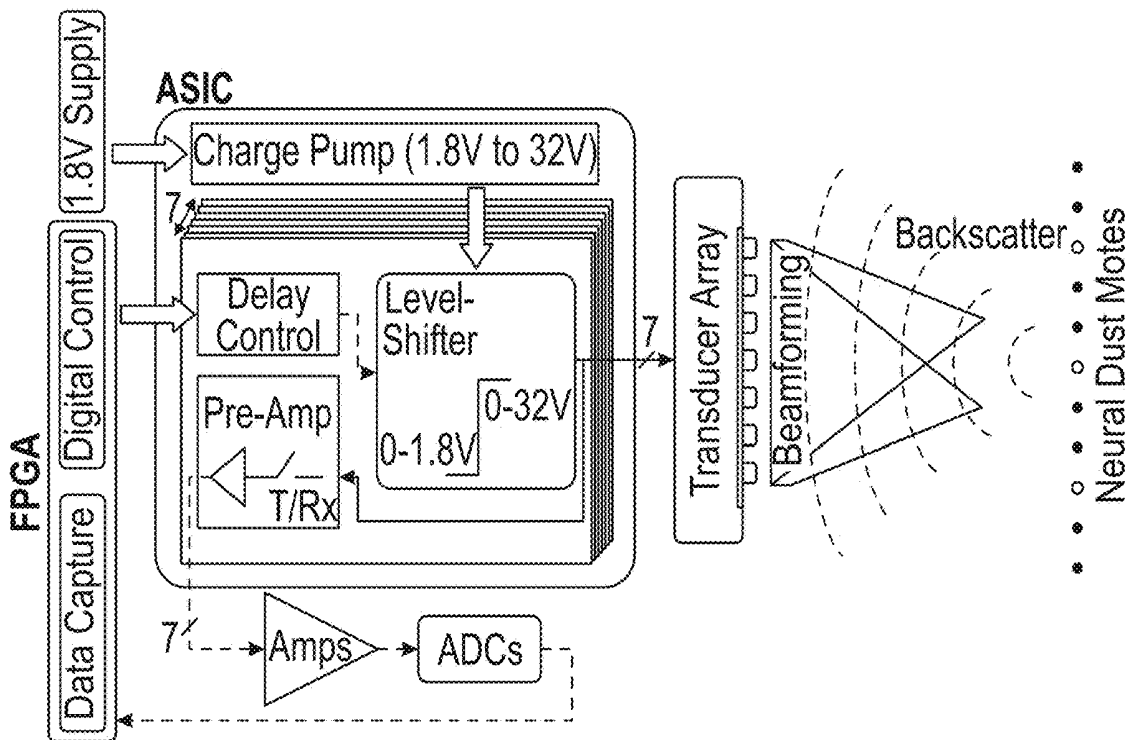 1.8V Supply
ASIC
Charge Pump (1.8V to 32V)
7
FPGA
Digital Control
Delay
Control
Level-
Shifter
0-32V
0-1.8V
Pre-Amp
T/Rx
7
Transducer Array
Beamforming
Backscatter
Neural Dust Motes
Data Capture
7
Amps
ADCs